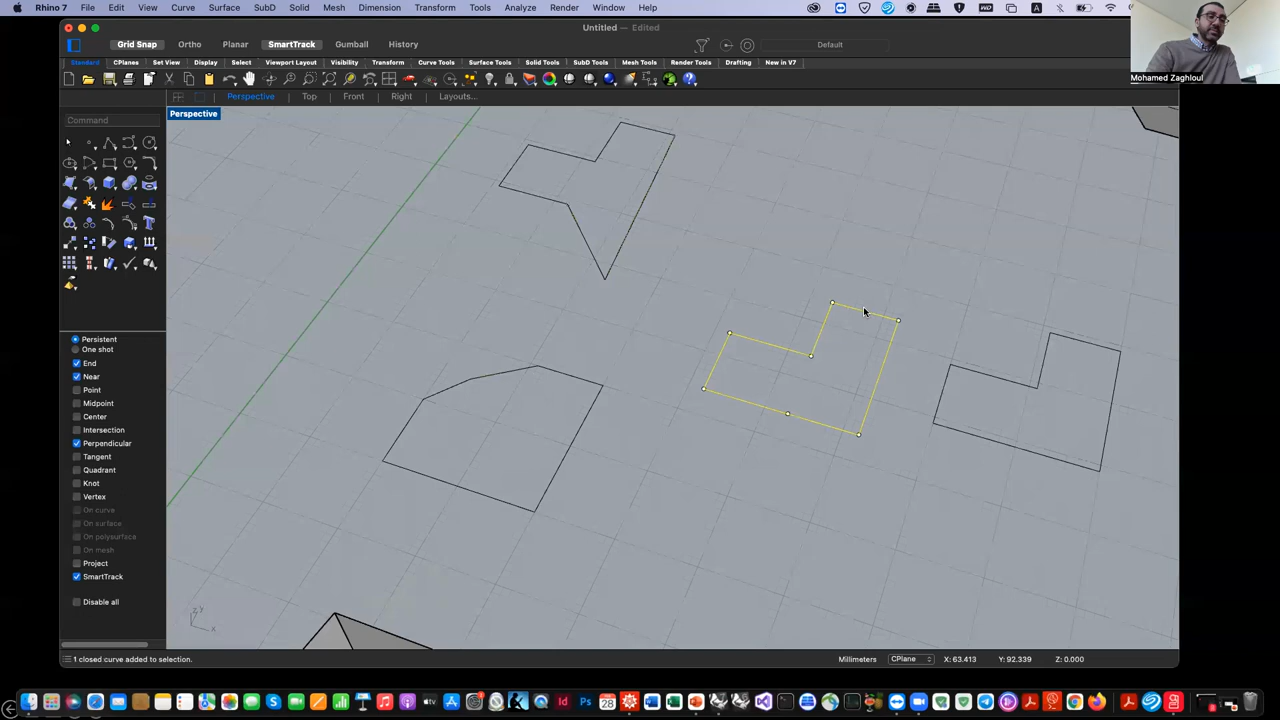 Rhino 7 File Edit View Curve Surface SubD Solid Mesh Dimension Transform Tools Analyze Render Window Help
Untitled — Edited
Grid Snap Ortho Planar SmartTrack Gumball History
Default
Standard CPlanes Set View Display Select Viewport Layout Visibility Transform Curve Tools Surface Tools Solid Tools SubD Tools Mesh Tools Render Tools Drafting New in V7
Mohamed Zaghloul
Perspective Top Front Right Layouts...
Perspective
Command
Persistent
One shot
End
Near
Point
Midpoint
Center
Intersection
Perpendicular
Tangent
Quadrant
Knot
Vertex
On curve
On surface
On polysurface
On mesh
Project
SmartTrack
Disable all
Z Y
X
1 closed curve added to selection.
Millimeters CPlane X: 63.413 Y: 92.339 Z: 0.000